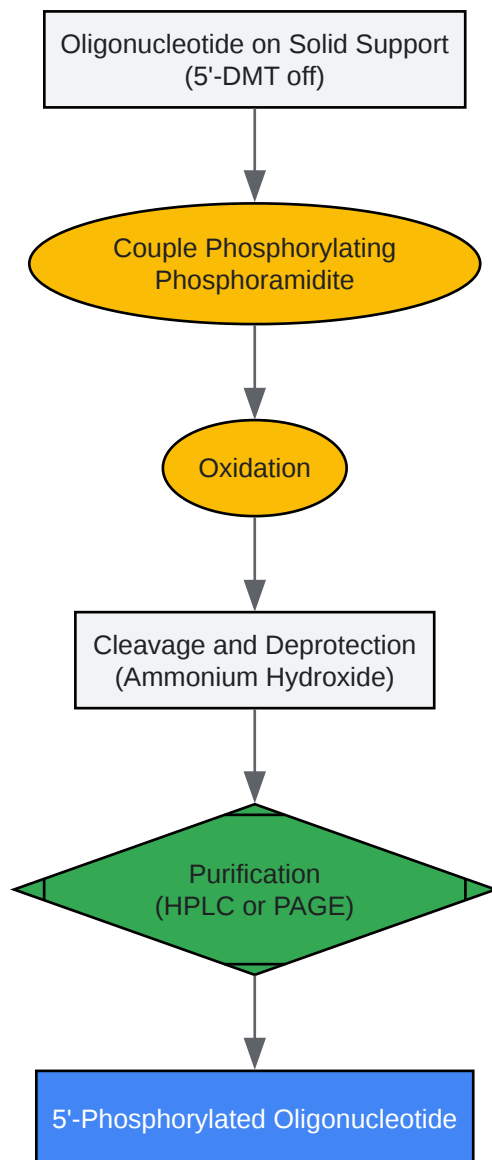 Oligonucleotide on Solid Support
(5'-DMT off)
Couple Phosphorylating
Phosphoramidite
Oxidation
Cleavage and Deprotection
(Ammonium Hydroxide)
Purification
(HPLC or PAGE)
5'-Phosphorylated Oligonucleotide